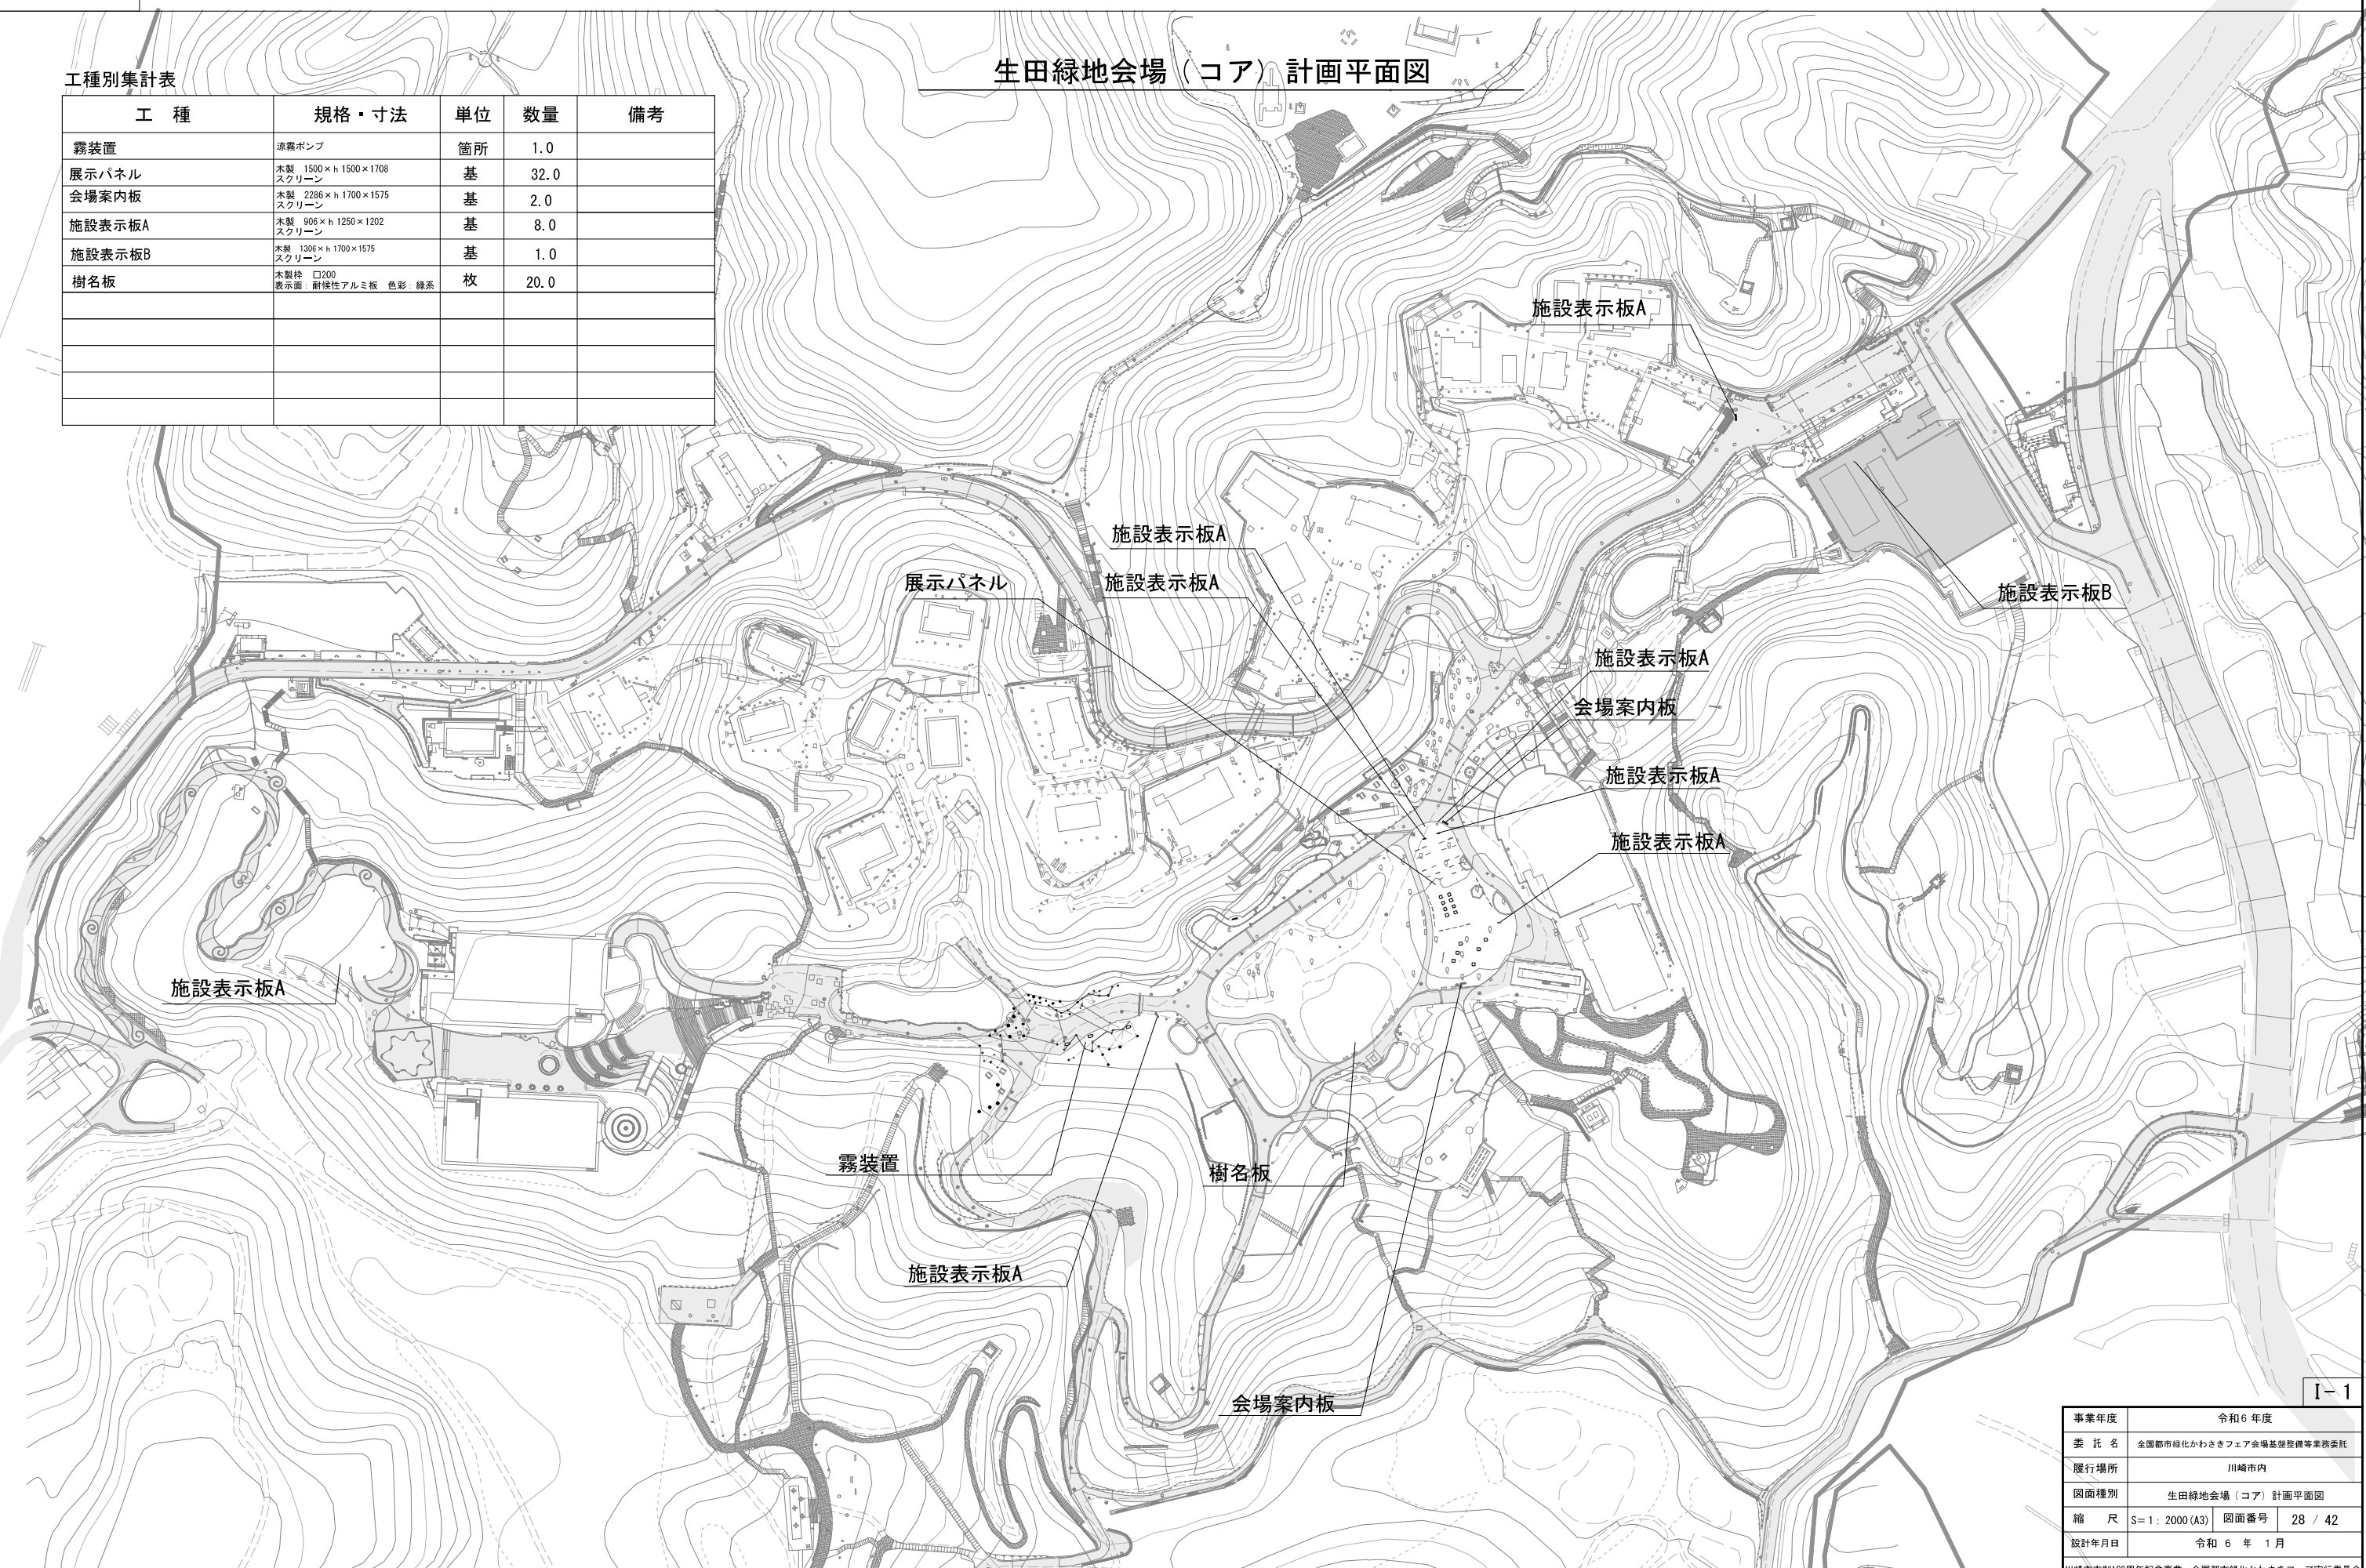 生田緑地会場（コア）計画平面図
工種別集計表
工　種 規格・寸法 単位 数量 備考
霧装置 涼霧ポンプ 箇所 1.0
展示パネル 木製　1500×h 1500×1708 スクリーン 基 32.0
会場案内板 木製　2286×h 1700×1575 スクリーン 基 2.0
施設表示板A 木製　906×h 1250×1202 スクリーン 基 8.0
施設表示板B 木製　1306×h 1700×1575 スクリーン 基 1.0
樹名板 木製枠　□200 表示面：耐候性アルミ板　色彩：緑系 枚 20.0
施設表示板A
施設表示板A
展示パネル
施設表示板A
施設表示板B
施設表示板A
会場案内板
施設表示板A
施設表示板A
施設表示板A
霧装置
樹名板
施設表示板A
会場案内板
I-1
事業年度 令和6年度
委託名 全国都市緑化かわさきフェア会場基盤整備等業務委託
履行場所 川崎市内
図面種別 生田緑地会場（コア）計画平面図
縮　尺 S=1：2000(A3) 図面番号 28 / 42
設計年月日 令和 6 年 1月